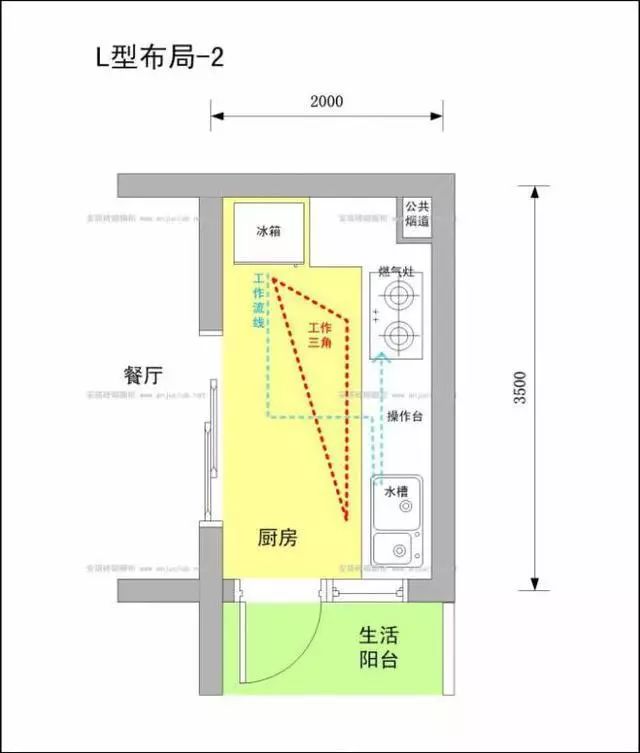 L型布局-2
2000
公共
烟道
冰箱
燃气灶
工作流线
工作
三角
餐厅
3500
操作台
水槽
厨房
生活
阳台